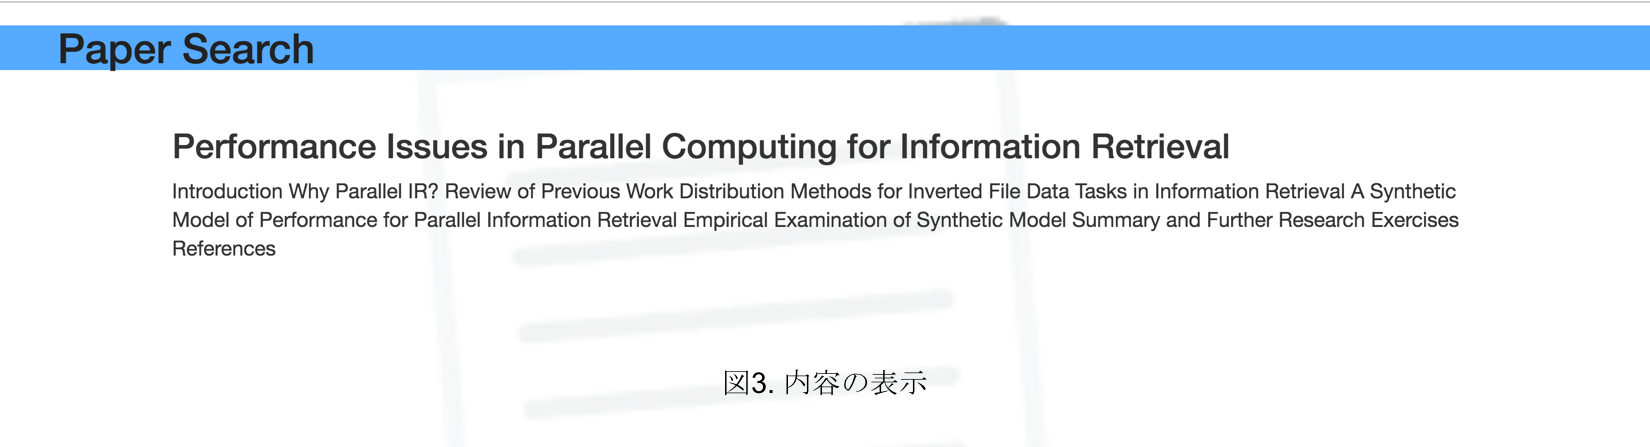 Paper Search
Performance Issues in Parallel Computing for Information Retrieval
Introduction Why Parallel IR? Review of Previous Work Distribution Methods for Inverted File Data Tasks in Information Retrieval A Synthetic
Model of Performance for Parallel Information Retrieval Empirical Examination of Synthetic Model Summary and Further Research Exercises
References
図3. 内容の表示